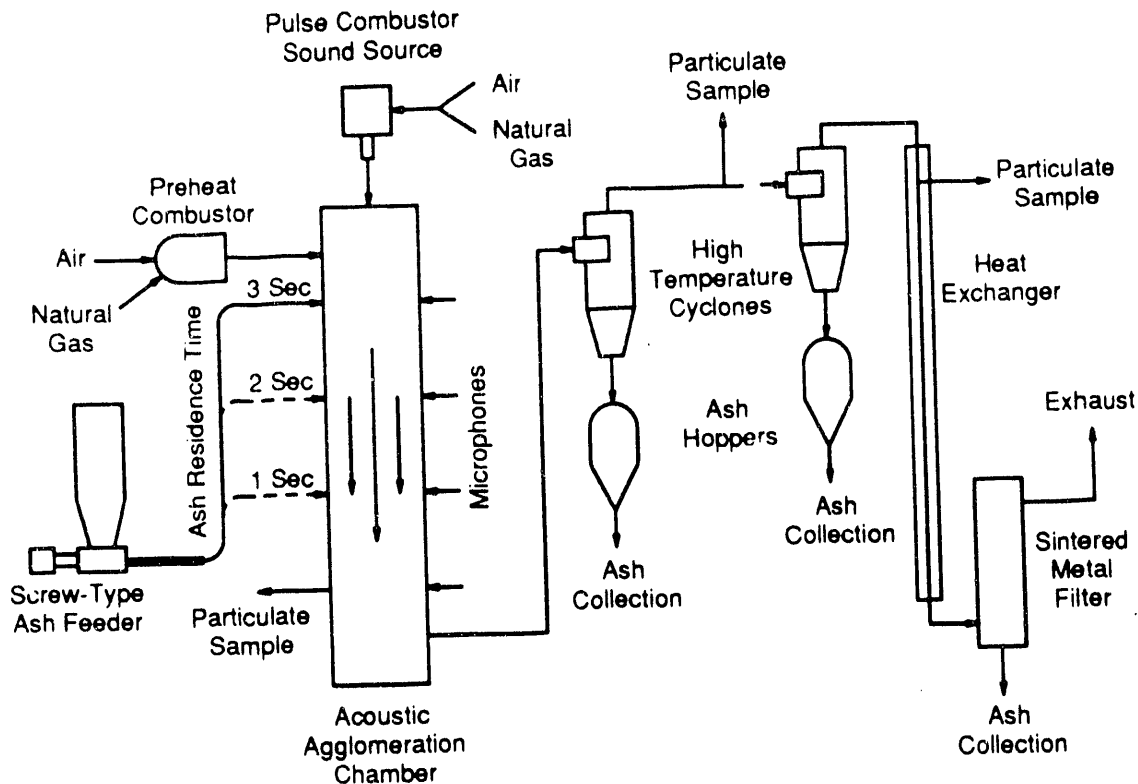 Pulse Combustor
Sound Source
Air
Natural
Gas
Particulate
Sample
Preheat
Combustor
Air
Natural
Gas
3 Sec
2 Sec
1 Sec
Ash Residence Time
Microphones
High
Temperature
Cyclones
Particulate
Sample
Heat
Exchanger
Ash
Hoppers
Exhaust
Screw-Type
Ash Feeder
Particulate
Sample
Ash
Collection
Ash
Collection
Sintered
Metal
Filter
Acoustic
Agglomeration
Chamber
Ash
Collection